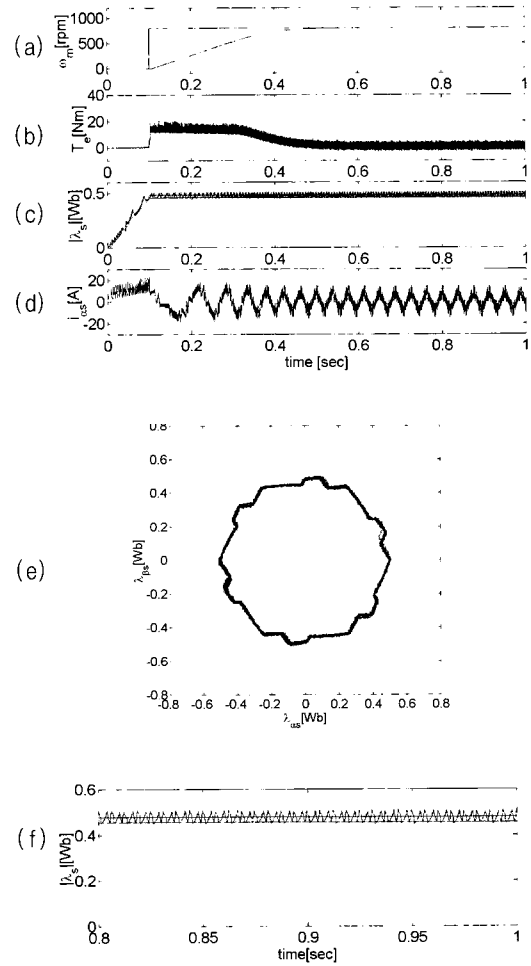 (a)
ω_m[rpm]
1000
500
0
0 0.2 0.4 0.6 0.8 1
(b)
T_e[Nm]
40
20
0
0 0.2 0.4 0.6 0.8 1
(c)
|λ_s|[Wb]
0.5
0
0 0.2 0.4 0.6 0.8 1
(d)
i_αs[A]
20
0
-20
0 0.2 0.4 0.6 0.8 1
time [sec]
(e)
λ_βs[Wb]
0.8
0.6
0.4
0.2
0
-0.2
-0.4
-0.6
-0.8
-0.8 -0.6 -0.4 -0.2 0 0.2 0.4 0.6 0.8
λ_αs[Wb]
(f)
|λ_s|[Wb]
0.6
0.4
0.2
0
0.8 0.85 0.9 0.95 1
time[sec]